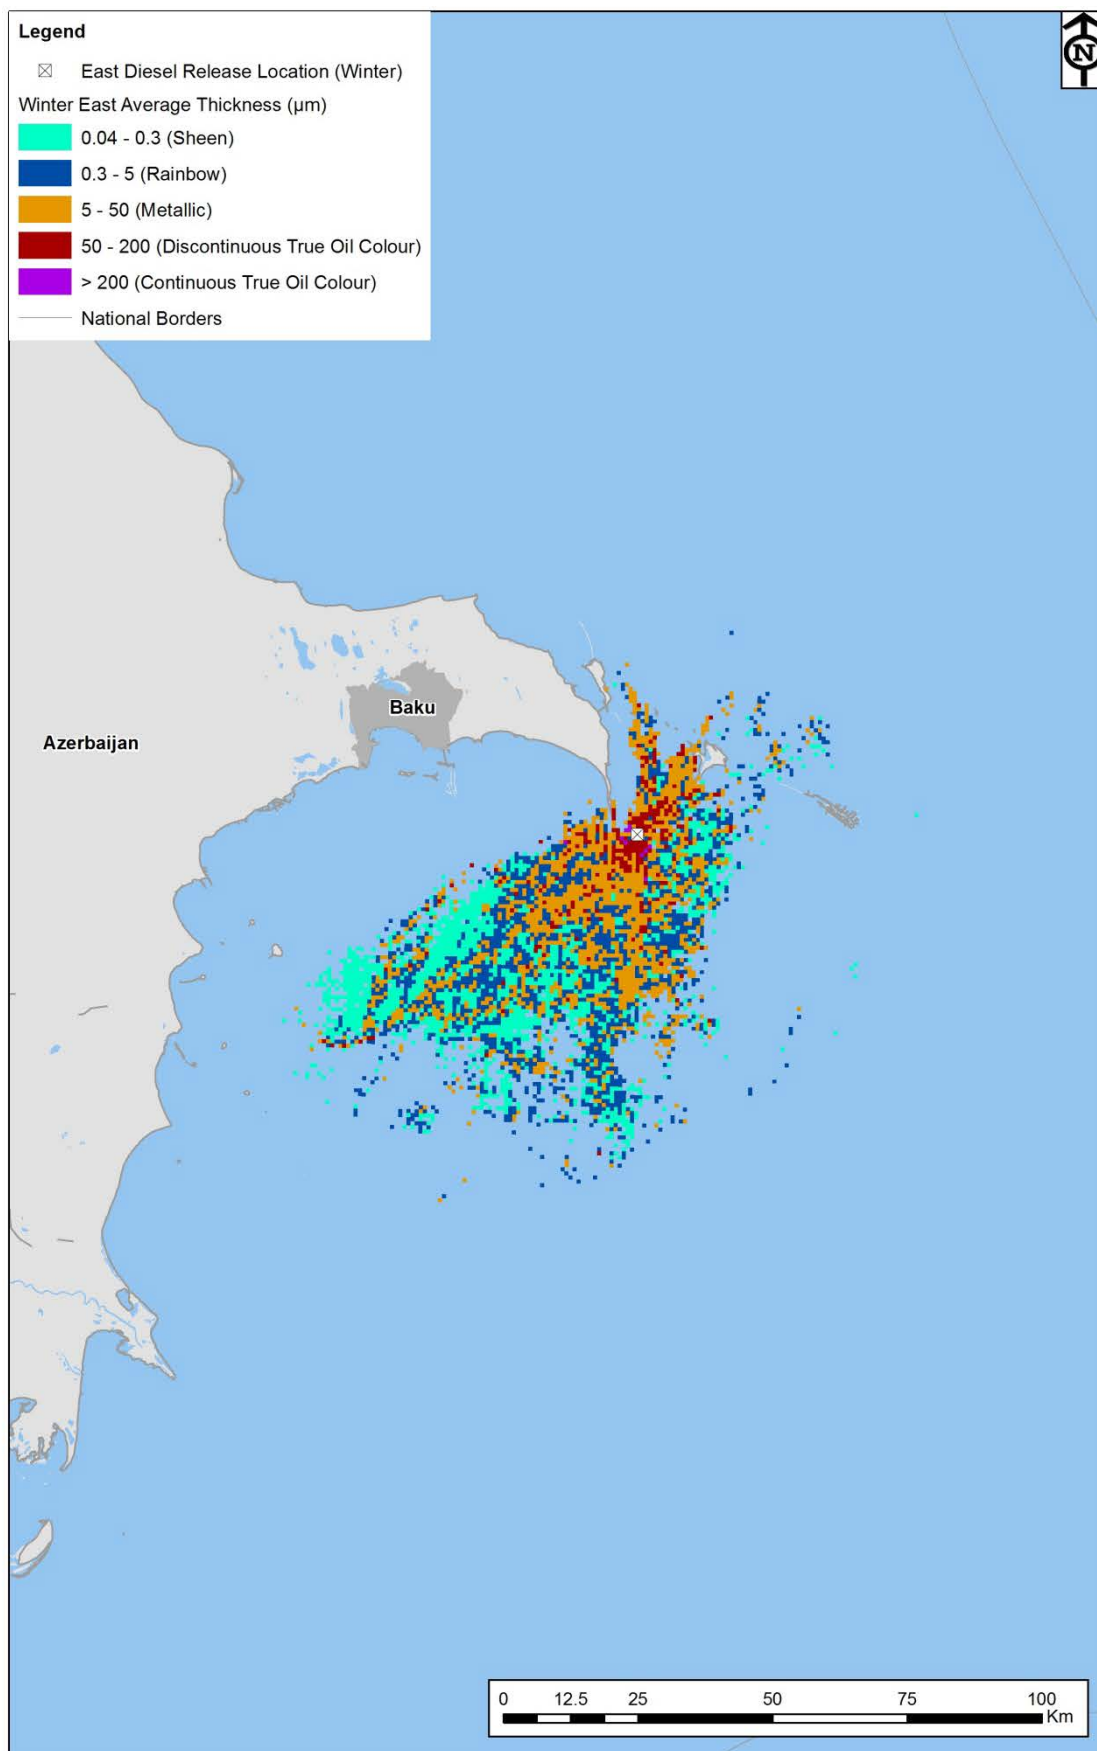 Legend
East Diesel Release Location (Winter)
Winter East Average Thickness (µm)
0.04 - 0.3 (Sheen)
0.3 - 5 (Rainbow)
5 - 50 (Metallic)
50 - 200 (Discontinuous True Oil Colour)
> 200 (Continuous True Oil Colour)
National Borders
N
Baku
Azerbaijan
0 12.5 25 50 75 100
Km